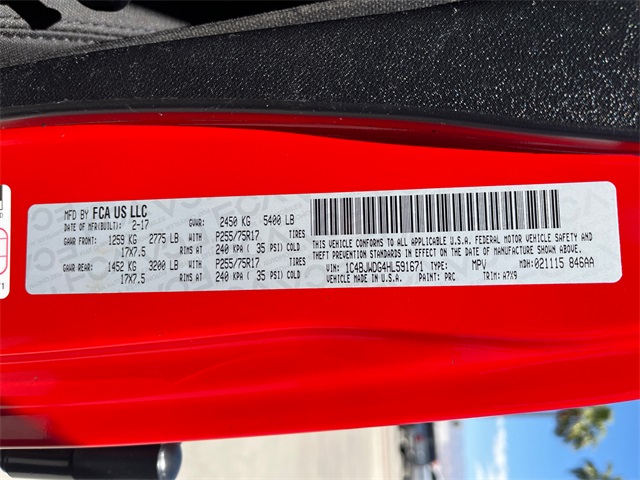 MFD BY FCA US LLC
DATE OF MFR(BUILT): 2-17 GVWR: 2450 KG 5400 LB
GAWR FRONT: 1259 KG 2775 LB WITH P255/75R17 TIRES
17X7.5 RIMS AT 240 KPA ( 35 PSI) COLD
GAWR REAR: 1452 KG 3200 LB WITH P255/75R17 TIRES
17X7.5 RIMS AT 240 KPA ( 35 PSI) COLD
THIS VEHICLE CONFORMS TO ALL APPLICABLE U.S.A. FEDERAL MOTOR VEHICLE SAFETY AND
THEFT PREVENTION STANDARDS IN EFFECT ON THE DATE OF MANUFACTURE SHOWN ABOVE.
VIN: 1C4BJWDG4HL591671 TYPE: MPV MDH: 021115 846AA
VEHICLE MADE IN U.S.A. PAINT: PRC TRIM: A7X9